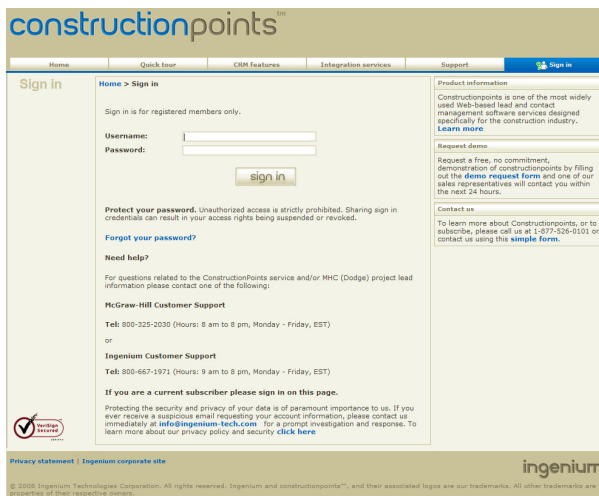 constructionpoints™
Home
Quick tour
CRM features
Integration services
Support
Sign in
Sign in
Home > Sign in
Sign in is for registered members only.
Username:
Password:
sign in
Protect your password. Unauthorized access is strictly
prohibited. Sharing sign in
credentials can result in your access rights being suspended
or revoked.
Forgot your password?
Need help?
For questions related to the ConstructionPoints service and/or MHC (Dodge) project lead
information please contact one of the following:
McGraw-Hill Customer Support
Tel: 800-325-2030 (Hours: 8 am to 8 pm, Monday - Friday, EST)
or
Ingenium Customer Support
Tel: 800-667-1971 (Hours: 9 am to 8 pm, Monday - Friday, EST)
If you are a current subscriber please sign in on this page.
Protecting the security and privacy of your data is of paramount importance to us. If you
ever receive a suspicious email requesting your account information, please contact us
immediately at info@ingenium-tech.com for a prompt investigation and response. To
learn more about our privacy policy and security click here
Product information
Constructionpoints is one of the most widely
used Web-based lead and contact
management software services designed
specifically for the construction industry.
Learn more
Request demo
Request a free, no commitment,
demonstration of constructionpoints by filling
out the demo request form and one of our
sales representatives will contact you within
the next 24 hours.
Contact us
To learn more about Constructionpoints, or to
subscribe, please call us at 1-877-526-0101 or
contact us using this simple form.
VeriSign
Secured
Privacy statement | Ingenium corporate site
ingenium
© 2008 Ingenium Technologies Corporation. All rights reserved. Ingenium and constructionpoints™, and their associated logos are our trademarks. All other trademarks are
properties of their respective owners.